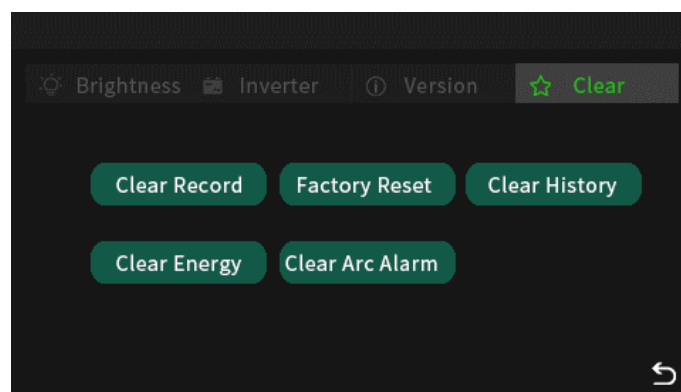 Brightness Inverter Version Clear
Clear Record Factory Reset Clear History
Clear Energy Clear Arc Alarm